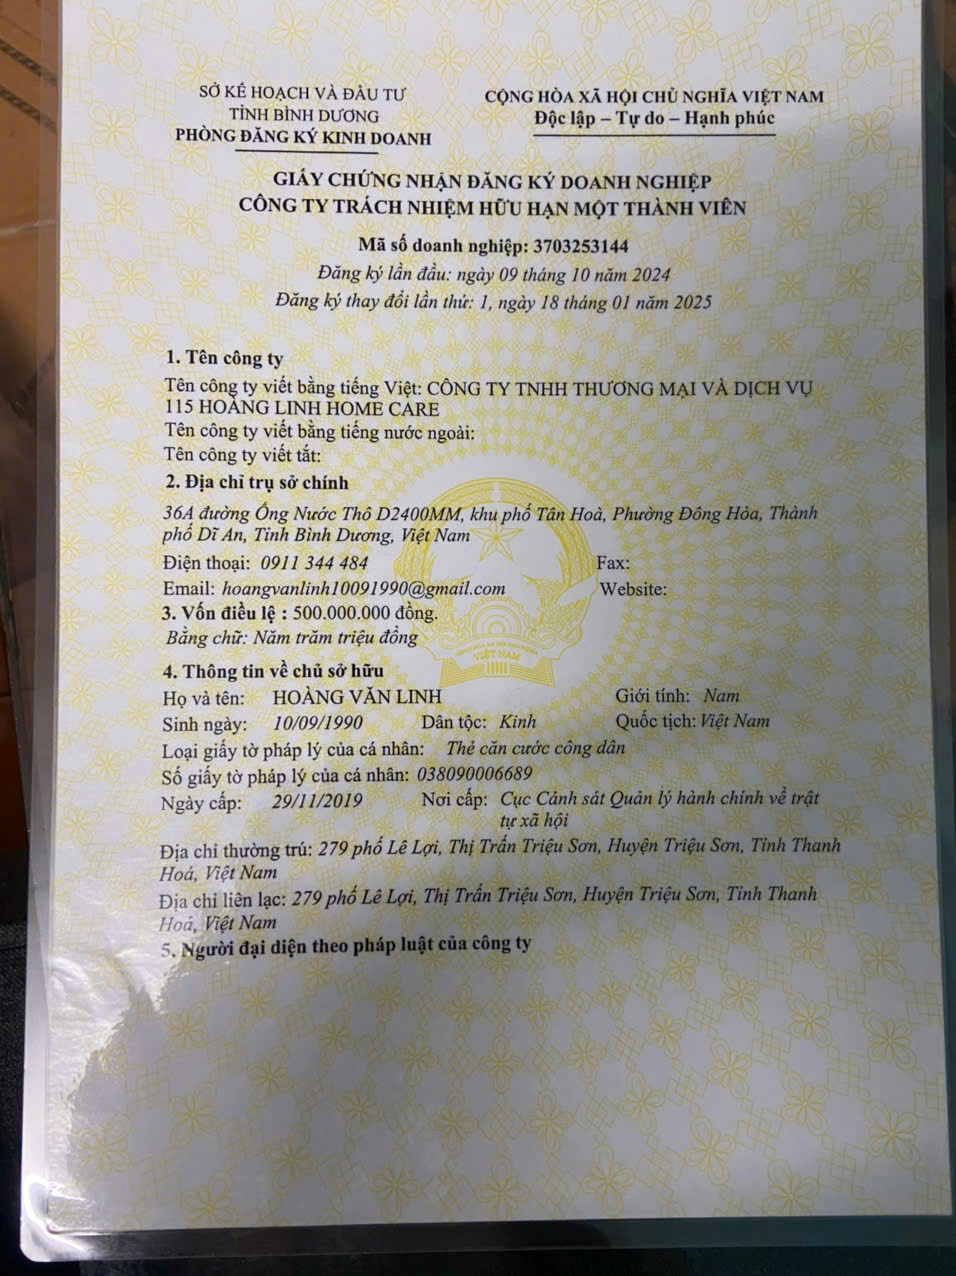 SỞ KẾ HOẠCH VÀ ĐẦU TƯ
TỈNH BÌNH DƯƠNG
PHÒNG ĐĂNG KÝ KINH DOANH
CỘNG HÒA XÃ HỘI CHỦ NGHĨA VIỆT NAM
Độc lập – Tự do – Hạnh phúc
GIẤY CHỨNG NHẬN ĐĂNG KÝ DOANH NGHIỆP
CÔNG TY TRÁCH NHIỆM HỮU HẠN MỘT THÀNH VIÊN
Mã số doanh nghiệp: 3703253144
Đăng ký lần đầu: ngày 09 tháng 10 năm 2024
Đăng ký thay đổi lần thứ: 1, ngày 18 tháng 01 năm 2025
1. Tên công ty
Tên công ty viết bằng tiếng Việt: CÔNG TY TNHH THƯƠNG MẠI VÀ DỊCH VỤ
115 HOÀNG LINH HOME CARE
Tên công ty viết bằng tiếng nước ngoài:
Tên công ty viết tắt:
2. Địa chỉ trụ sở chính
36A đường Ống Nước Thô D2400MM, khu phố Tân Hoà, Phường Đông Hòa, Thành
phố Dĩ An, Tỉnh Bình Dương, Việt Nam
Điện thoại: 0911 344 484 Fax:
Email: hoangvanlinh10091990@gmail.com Website:
3. Vốn điều lệ : 500.000.000 đồng.
Bằng chữ: Năm trăm triệu đồng
VIỆT NAM
4. Thông tin về chủ sở hữu
Họ và tên: HOÀNG VĂN LINH Giới tính: Nam
Sinh ngày: 10/09/1990 Dân tộc: Kinh Quốc tịch: Việt Nam
Loại giấy tờ pháp lý của cá nhân: Thẻ căn cước công dân
Số giấy tờ pháp lý của cá nhân: 038090006689
Ngày cấp: 29/11/2019 Nơi cấp: Cục Cảnh sát Quản lý hành chính về trật
tự xã hội
Địa chỉ thường trú: 279 phố Lê Lợi, Thị Trấn Triệu Sơn, Huyện Triệu Sơn, Tỉnh Thanh
Hoá, Việt Nam
Địa chỉ liên lạc: 279 phố Lê Lợi, Thị Trấn Triệu Sơn, Huyện Triệu Sơn, Tỉnh Thanh
Hoá, Việt Nam
5. Người đại diện theo pháp luật của công ty